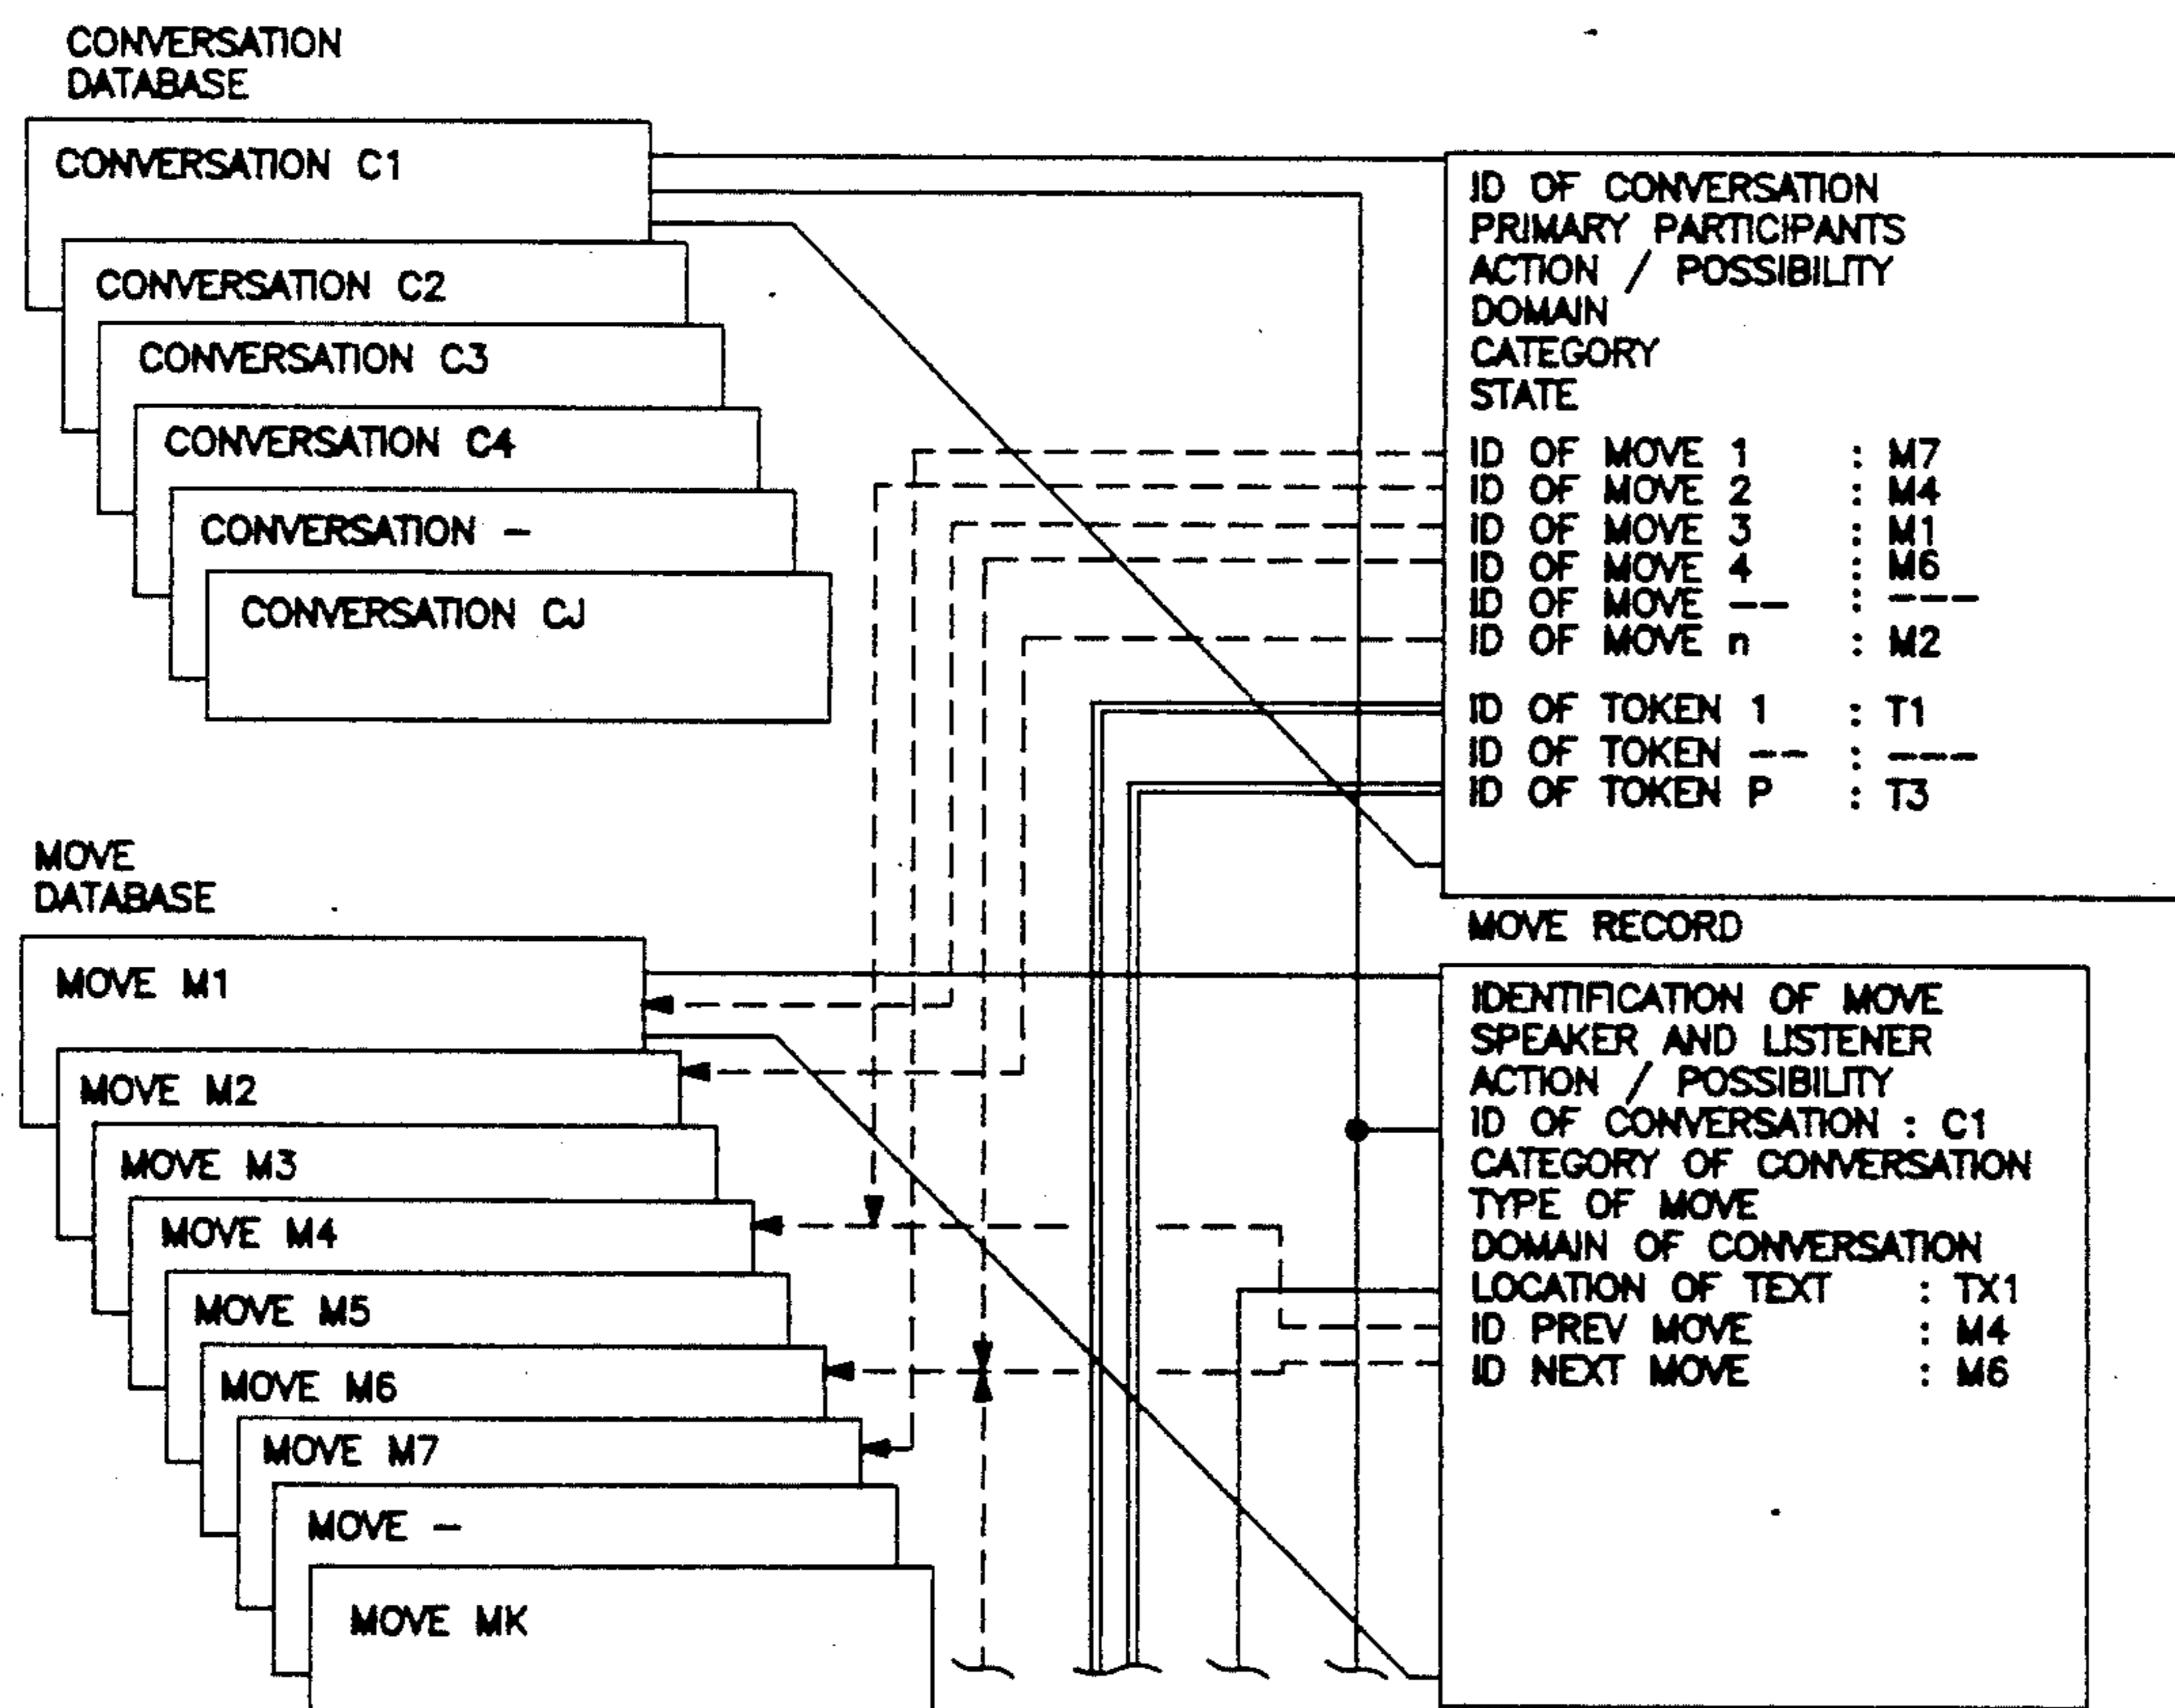 CONVERSATION
DATABASE
CONVERSATION C1
CONVERSATION C2
CONVERSATION C3
CONVERSATION C4
CONVERSATION -
CONVERSATION CJ
ID OF CONVERSATION
PRIMARY PARTICIPANTS
ACTION / POSSIBILITY
DOMAIN
CATEGORY
STATE
ID OF MOVE 1 : M7
ID OF MOVE 2 : M4
ID OF MOVE 3 : M1
ID OF MOVE 4 : M6
ID OF MOVE -- : ---
ID OF MOVE n : M2
ID OF TOKEN 1 : T1
ID OF TOKEN -- : ---
ID OF TOKEN P : T3
MOVE
DATABASE
MOVE M1
MOVE M2
MOVE M3
MOVE M4
MOVE M5
MOVE M6
MOVE M7
MOVE -
MOVE MK
MOVE RECORD
IDENTIFICATION OF MOVE
SPEAKER AND LISTENER
ACTION / POSSIBILITY
ID OF CONVERSATION : C1
CATEGORY OF CONVERSATION
TYPE OF MOVE
DOMAIN OF CONVERSATION
LOCATION OF TEXT : TX1
ID PREV MOVE : M4
ID NEXT MOVE : M6